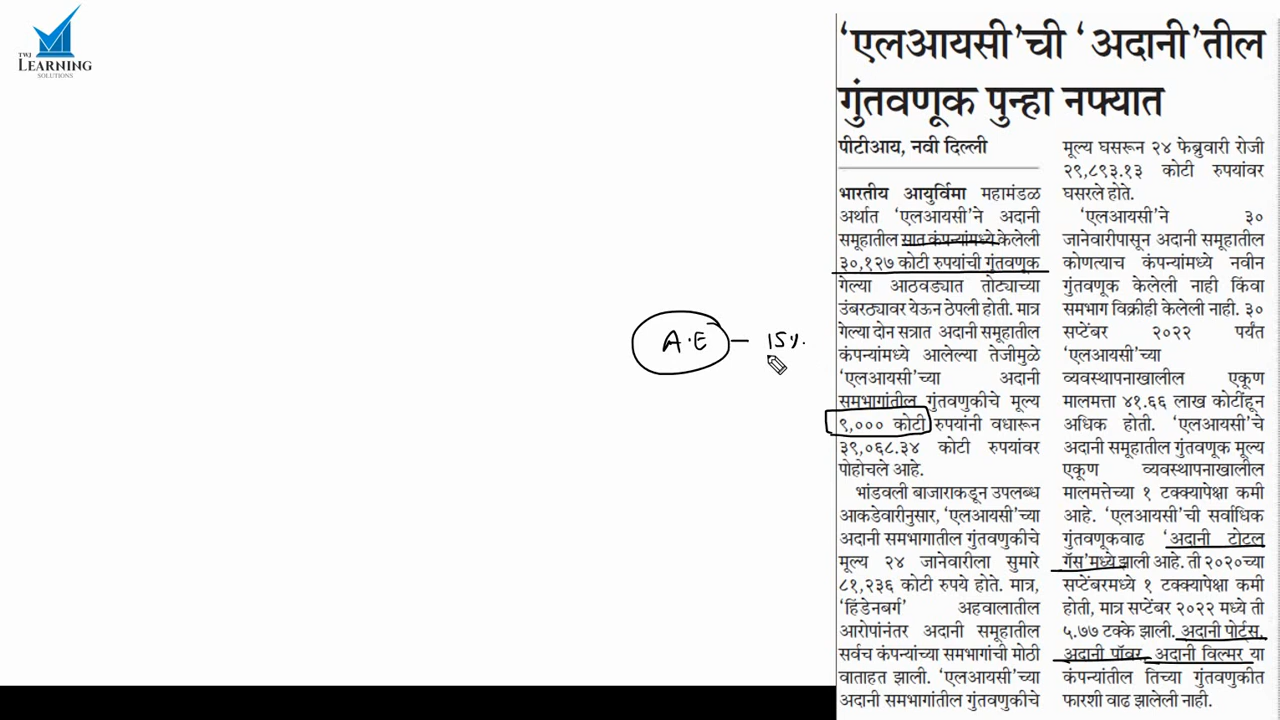 TWJ
LEARNING
SOLUTIONS
A.E — 15%.
‘एलआयसी’ची ‘अदानी’तील
गुंतवणूक पुन्हा नफ्यात
पीटीआय, नवी दिल्ली
भारतीय आयुर्विमा महामंडळ
अर्थात ‘एलआयसी’ने अदानी
समूहातील सात कंपन्यांमध्ये केलेली
३०,१२७ कोटी रुपयांची गुंतवणूक
गेल्या आठवड्यात तोट्याच्या
उंबरठ्यावर येऊन ठेपली होती. मात्र
गेल्या दोन सत्रात अदानी समूहातील
कंपन्यांमध्ये आलेल्या तेजीमुळे
‘एलआयसी’च्या अदानी
समभागांतील गुंतवणुकीचे मूल्य
९,००० कोटी रुपयांनी वधारून
३९,०६८.३४ कोटी रुपयांवर
पोहोचले आहे.
भांडवली बाजाराकडून उपलब्ध
आकडेवारीनुसार, ‘एलआयसी’च्या
अदानी समभागातील गुंतवणुकीचे
मूल्य २४ जानेवारीला सुमारे
८१,२३६ कोटी रुपये होते. मात्र,
‘हिंडेनबर्ग’ अहवालातील
आरोपांनंतर अदानी समूहातील
सर्वच कंपन्यांच्या समभागांची मोठी
वाताहत झाली. ‘एलआयसी’च्या
अदानी समभागांतील गुंतवणुकीचे
मूल्य घसरून २४ फेब्रुवारी रोजी
२९,८९३.१३ कोटी रुपयांवर
घसरले होते.
‘एलआयसी’ने ३०
जानेवारीपासून अदानी समूहातील
कोणत्याच कंपन्यांमध्ये नवीन
गुंतवणूक केलेली नाही किंवा
समभाग विक्रीही केलेली नाही. ३०
सप्टेंबर २०२२ पर्यंत
‘एलआयसी’च्या
व्यवस्थापनाखालील एकूण
मालमत्ता ४१.६६ लाख कोटींहून
अधिक होती. ‘एलआयसी’चे
अदानी समूहातील गुंतवणूक मूल्य
एकूण व्यवस्थापनाखालील
मालमत्तेच्या १ टक्क्यापेक्षा कमी
आहे. ‘एलआयसी’ची सर्वाधिक
गुंतवणूकवाढ ‘अदानी टोटल
गॅस’मध्ये झाली आहे. ती २०२०च्या
सप्टेंबरमध्ये १ टक्क्यापेक्षा कमी
होती, मात्र सप्टेंबर २०२२ मध्ये ती
५.७७ टक्के झाली. अदानी पोर्ट्स,
अदानी पॉवर, अदानी विल्मर या
कंपन्यांतील तिच्या गुंतवणुकीत
फारशी वाढ झालेली नाही.